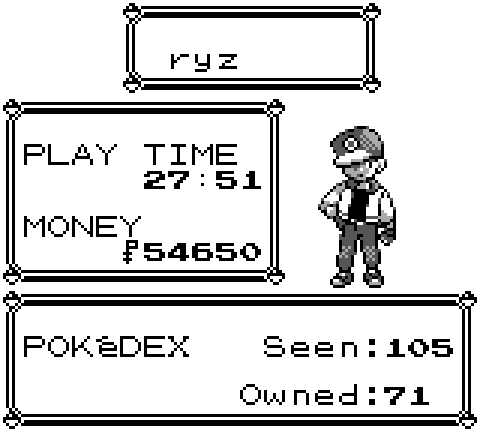 ryz
PLAY TIME
27:51
MONEY
₽54650
POKéDEX Seen:105
Owned:71